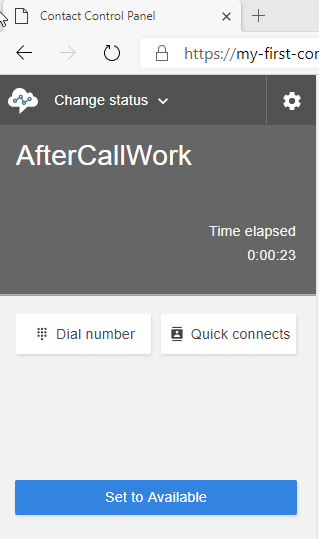 Contact Control Panel
https://my-first-con
Change status
AfterCallWork
Time elapsed
0:00:23
Dial number
Quick connects
Set to Available